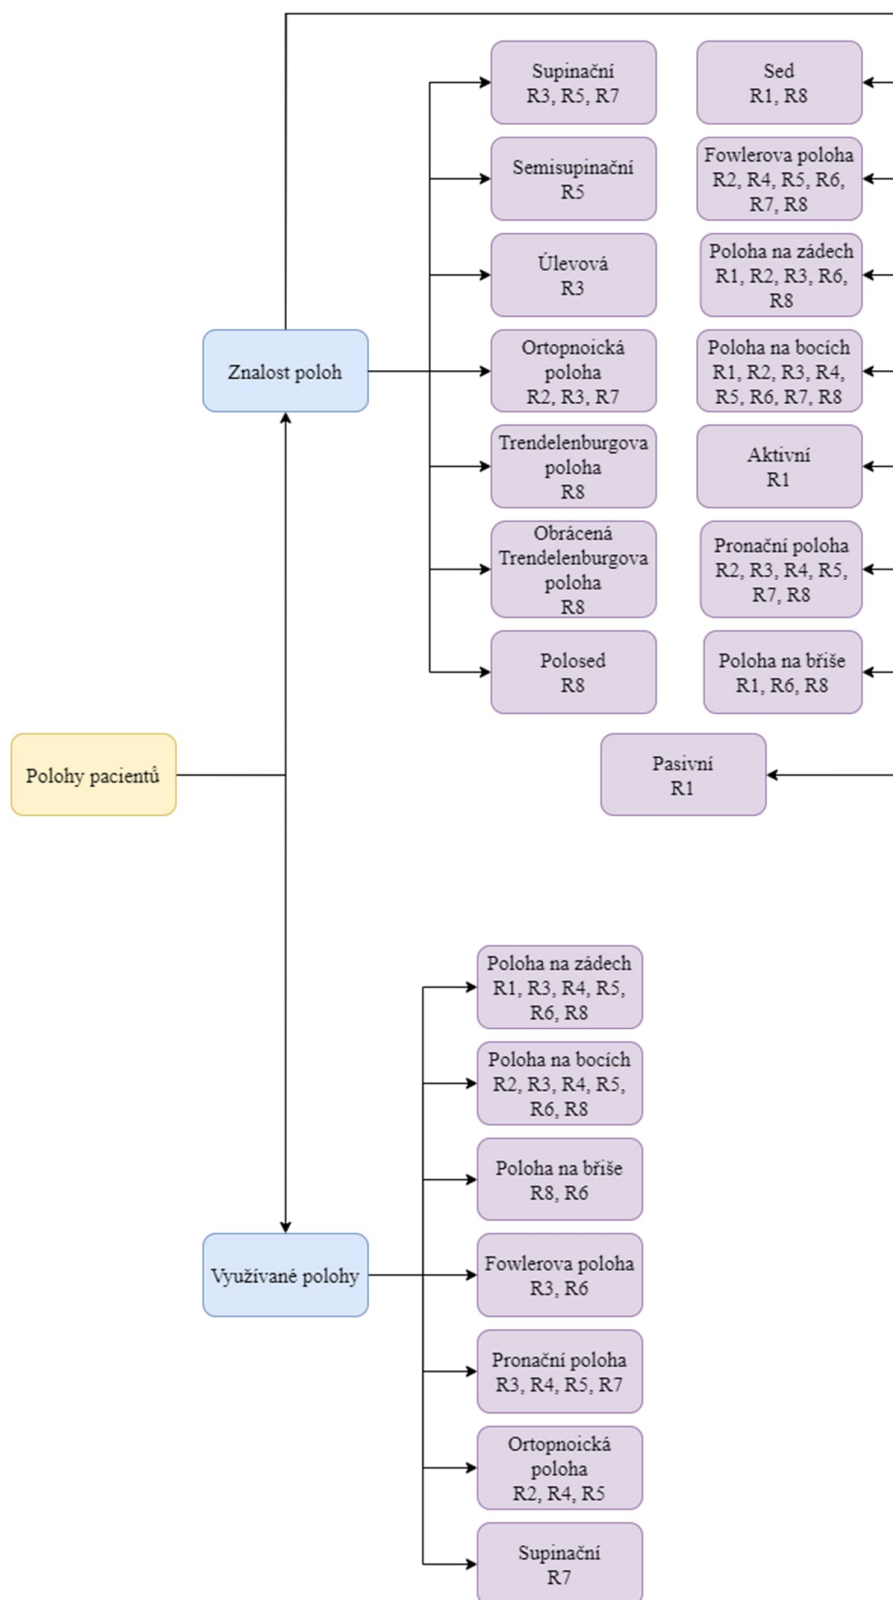 Supinační
R3, R5, R7
Sed
R1, R8
Semisupinační
R5
Fowlerova poloha
R2, R4, R5, R6,
R7, R8
Úlevová
R3
Poloha na zádech
R1, R2, R3, R6,
R8
Znalost poloh
Ortopnoická
poloha
R2, R3, R7
Poloha na bocích
R1, R2, R3, R4,
R5, R6, R7, R8
Trendelenburgova
poloha
R8
Aktivní
R1
Obrácená
Trendelenburgova
poloha
R8
Pronační poloha
R2, R3, R4, R5,
R7, R8
Polosed
R8
Poloha na břiše
R1, R6, R8
Polohy pacientů
Pasivní
R1
Poloha na zádech
R1, R3, R4, R5,
R6, R8
Poloha na bocích
R2, R3, R4, R5,
R6, R8
Poloha na břiše
R8, R6
Využívané polohy
Fowlerova poloha
R3, R6
Pronační poloha
R3, R4, R5, R7
Ortopnoická
poloha
R2, R4, R5
Supinační
R7